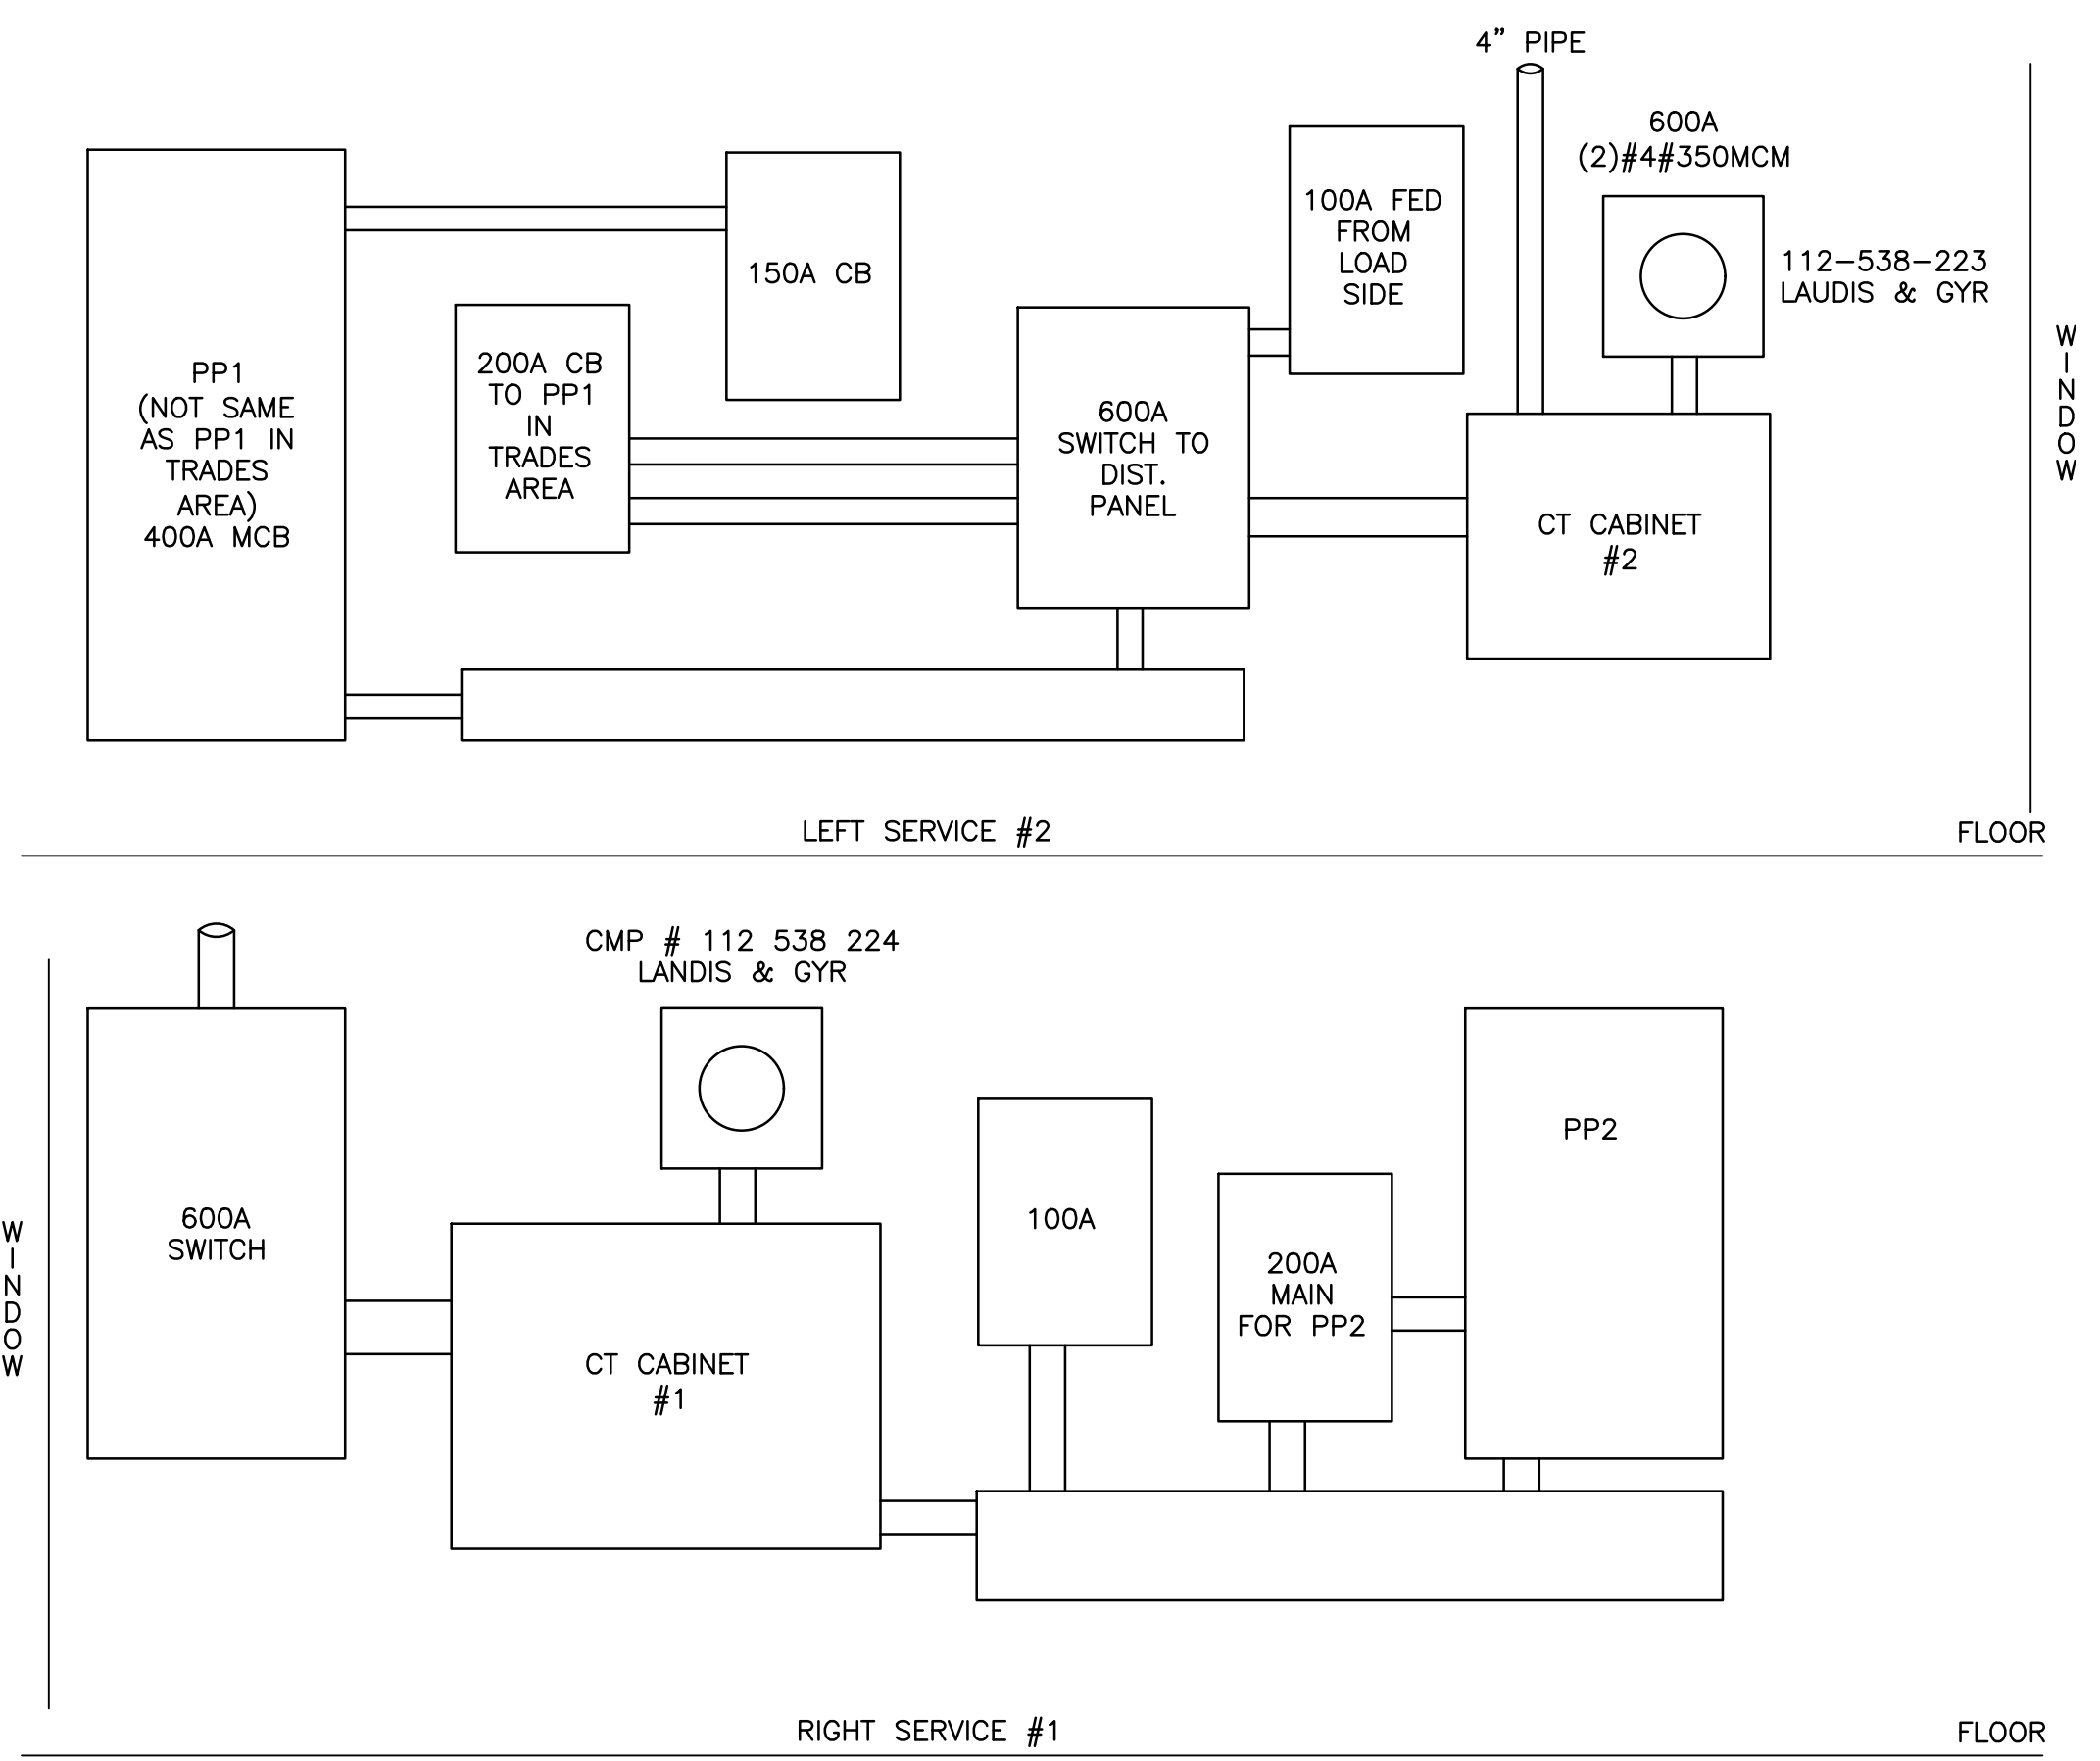 4" PIPE
600A
(2)#4#350MCM
112-538-223
LAUDIS & GYR
100A FED
FROM
LOAD
SIDE
150A CB
200A CB
TO PP1
IN
TRADES
AREA
PP1
(NOT SAME
AS PP1 IN
TRADES
AREA)
400A MCB
600A
SWITCH TO
DIST.
PANEL
CT CABINET
#2
WINDOW
LEFT SERVICE #2
FLOOR
CMP # 112 538 224
LANDIS & GYR
WINDOW
600A
SWITCH
CT CABINET
#1
100A
200A
MAIN
FOR PP2
PP2
RIGHT SERVICE #1
FLOOR